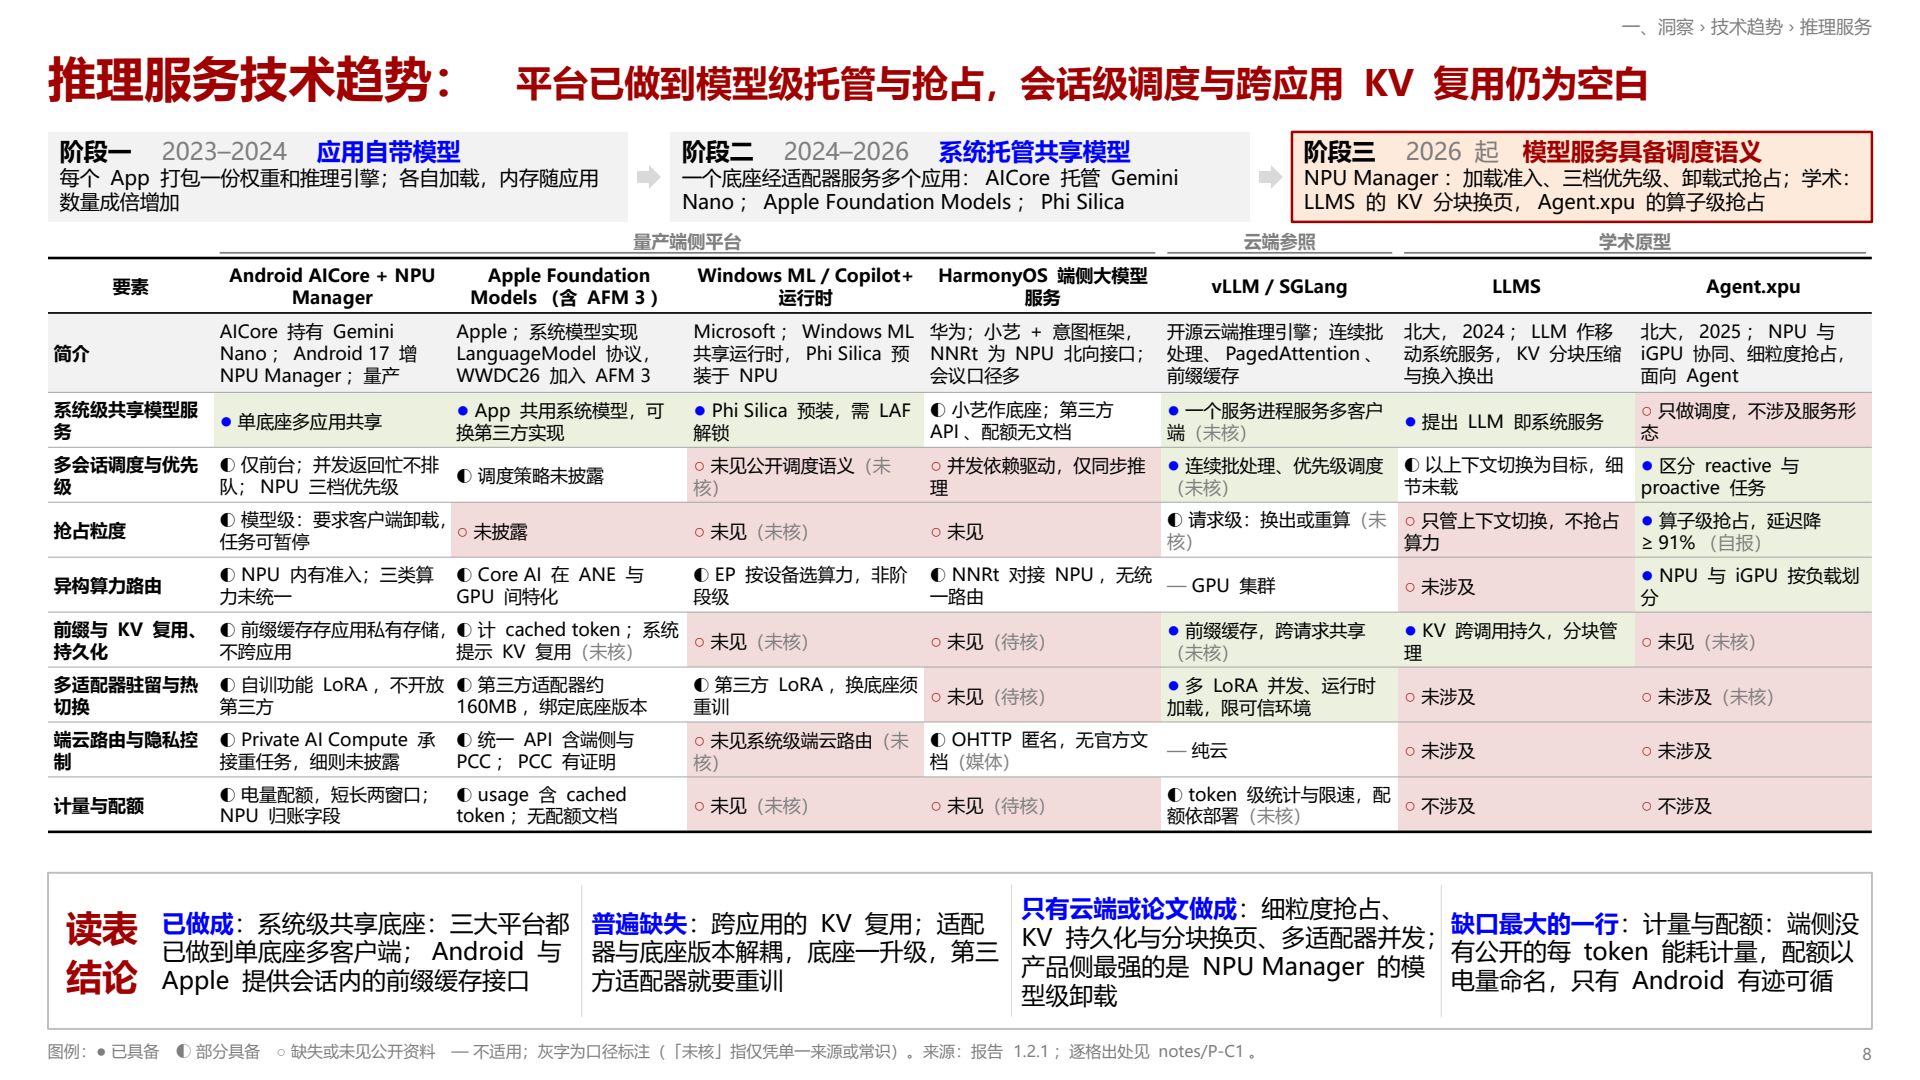 一、洞察 › 技术趋势 › 推理服务
推理服务技术趋势： 平台已做到模型级托管与抢占，会话级调度与跨应用 KV 复用仍为空白
阶段一 2023–2024 应用自带模型
每个 App 打包一份权重和推理引擎；各自加载，内存随应用
数量成倍增加
阶段二 2024–2026 系统托管共享模型
一个底座经适配器服务多个应用： AICore 托管 Gemini
Nano； Apple Foundation Models； Phi Silica
阶段三 2026 起 模型服务具备调度语义
NPU Manager：加载准入、三档优先级、卸载式抢占；学术：
LLMS 的 KV 分块换页， Agent.xpu 的算子级抢占
量产端侧平台 云端参照 学术原型
要素
Android AICore + NPU
Manager
Apple Foundation
Models（含 AFM 3）
Windows ML / Copilot+
运行时
HarmonyOS 端侧大模型
服务
vLLM / SGLang
LLMS
Agent.xpu
简介
AICore 持有 Gemini
Nano； Android 17 增
NPU Manager；量产
Apple；系统模型实现
LanguageModel 协议，
WWDC26 加入 AFM 3
Microsoft； Windows ML
共享运行时， Phi Silica 预
装于 NPU
华为；小艺 + 意图框架，
NNRt 为 NPU 北向接口；
会议口径多
开源云端推理引擎；连续批
处理、PagedAttention、
前缀缓存
北大， 2024； LLM 作移
动系统服务， KV 分块压缩
与换入换出
北大， 2025； NPU 与
iGPU 协同、细粒度抢占，
面向 Agent
系统级共享模型服
务
● 单底座多应用共享
● App 共用系统模型，可
换第三方实现
● Phi Silica 预装，需 LAF
解锁
◐ 小艺作底座；第三方
API、配额无文档
● 一个服务进程服务多客户
端（未核）
● 提出 LLM 即系统服务
○ 只做调度，不涉及服务形
态
多会话调度与优先
级
◐ 仅前台；并发返回忙不排
队； NPU 三档优先级
◐ 调度策略未披露
○ 未见公开调度语义（未
核）
○ 并发依赖驱动，仅同步推
理
● 连续批处理、优先级调度
（未核）
◐ 以上下文切换为目标，细
节未载
● 区分 reactive 与
proactive 任务
抢占粒度
◐ 模型级：要求客户端卸载，
任务可暂停
○ 未披露
○ 未见（未核）
○ 未见
◐ 请求级：换出或重算（未
核）
○ 只管上下文切换，不抢占
算力
● 算子级抢占，延迟降
≥ 91%（自报）
异构算力路由
◐ NPU 内有准入；三类算
力未统一
◐ Core AI 在 ANE 与
GPU 间特化
◐ EP 按设备选算力，非阶
段级
◐ NNRt 对接 NPU，无统
一路由
— GPU 集群
○ 未涉及
● NPU 与 iGPU 按负载划
分
前缀与 KV 复用、
持久化
◐ 前缀缓存存应用私有存储，
不跨应用
◐ 计 cached token；系统
提示 KV 复用（未核）
○ 未见（未核）
○ 未见（待核）
● 前缀缓存，跨请求共享
（未核）
● KV 跨调用持久，分块管
理
○ 未见（未核）
多适配器驻留与热
切换
◐ 自训功能 LoRA，不开放
第三方
◐ 第三方适配器约
160MB，绑定底座版本
◐ 第三方 LoRA，换底座须
重训
○ 未见（待核）
● 多 LoRA 并发、运行时
加载，限可信环境
○ 未涉及
○ 未涉及（未核）
端云路由与隐私控
制
◐ Private AI Compute 承
接重任务，细则未披露
◐ 统一 API 含端侧与
PCC； PCC 有证明
○ 未见系统级端云路由（未
核）
◐ OHTTP 匿名，无官方文
档（媒体）
— 纯云
○ 未涉及
○ 未涉及
计量与配额
◐ 电量配额，短长两窗口；
NPU 归账字段
◐ usage 含 cached
token；无配额文档
○ 未见（未核）
○ 未见（待核）
◐ token 级统计与限速，配
额依部署（未核）
○ 不涉及
○ 不涉及
读表
结论
已做成：系统级共享底座：三大平台都
已做到单底座多客户端； Android 与
Apple 提供会话内的前缀缓存接口
普遍缺失：跨应用的 KV 复用；适配
器与底座版本解耦，底座一升级，第三
方适配器就要重训
只有云端或论文做成：细粒度抢占、
KV 持久化与分块换页、多适配器并发；
产品侧最强的是 NPU Manager 的模
型级卸载
缺口最大的一行：计量与配额：端侧没
有公开的每 token 能耗计量，配额以
电量命名，只有 Android 有迹可循
图例：● 已具备 ◐ 部分具备 ○ 缺失或未见公开资料 — 不适用；灰字为口径标注（「未核」指仅凭单一来源或常识）。来源：报告 1.2.1；逐格出处见 notes/P-C1。
8